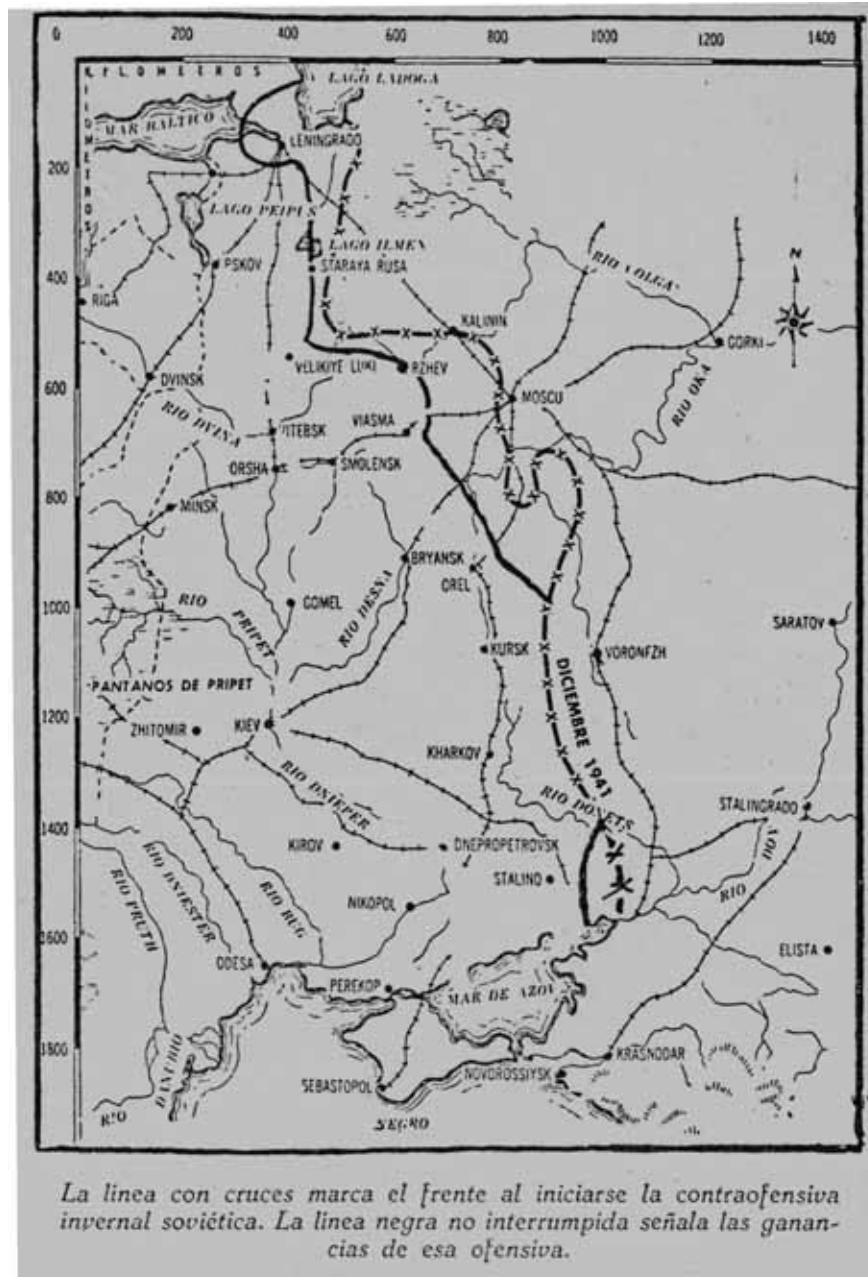 0 200 400 600 800 1000 1200 1400
KILOMETROS
KILOMETROS
LAGO LADOGA
MAR BALTICO
LENINGRADO
200
LAGO PEIPUS
LAGO ILMEN
PSKOV
STARAYA RUSA
RIO VOLGA
N
400
RIGA
KALININ
GORKI
VELIKIYE LUKI
RZHEV
DVINSK
MOSCU
RIO OKA
600
RIO DVINA
VITEBSK
VIASMA
ORSHA
SMOLENSK
800
MINSK
BRYANSK
OREL
RIO PRIPET
GOMEL
RIO DESNA
1000
SARATOV
KURSK
VORONEZH
PANTANOS DE PRIPET
DICIEMBRE 1941
1200
ZHITOMIR
KIEV
KHARKOV
RIO DNIEPER
RIO DONETS
STALINGRADO
1400
KIROV
DNEPROPETROVSK
RIO DON
RIO DNIESTER
RIO BUG
STALINO
RIO PRUTH
NIKOPOL
1600
ODESA
ELISTA
PEREKOP
MAR DE AZOV
1800
KRASNODAR
RIO DANUBIO
SEBASTOPOL
NOVOROSSIYSK
NEGRO
La línea con cruces marca el frente al iniciarse la contraofensiva
invernal soviética. La línea negra no interrumpida señala las ganan-
cias de esa ofensiva.